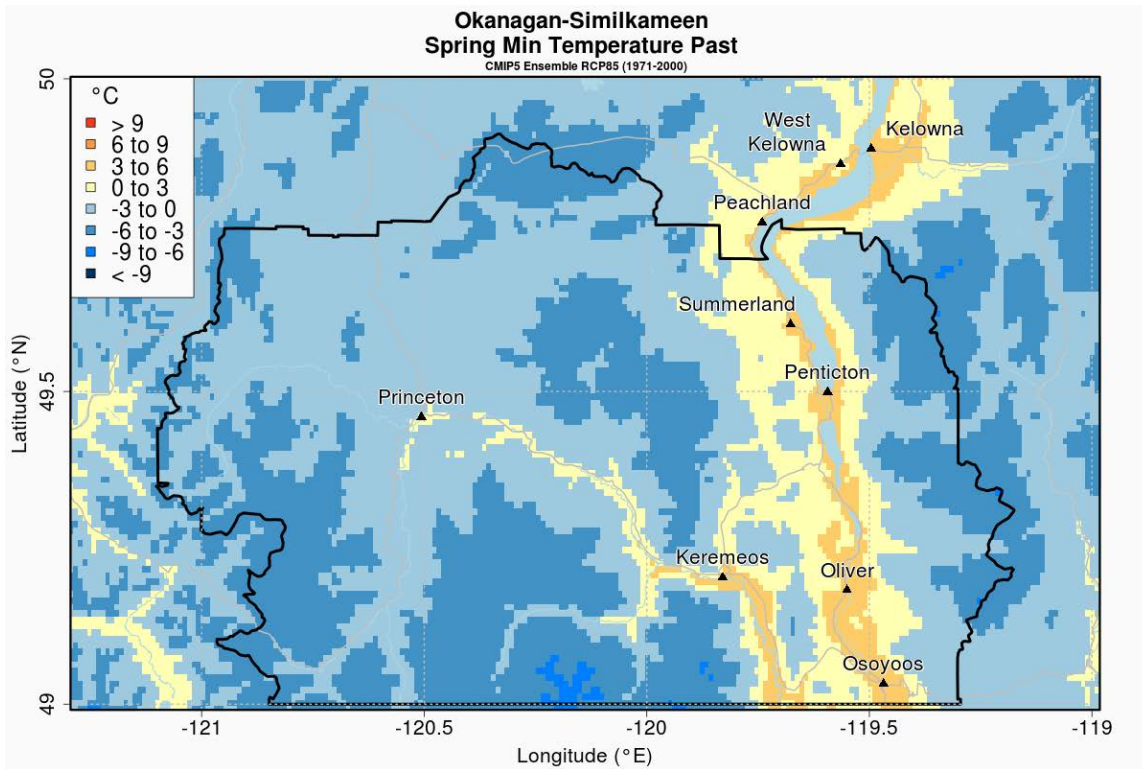 Okanagan-Similkameen
Spring Min Temperature Past
CMIP5 Ensemble RCP85 (1971-2000)
°C
> 9
6 to 9
3 to 6
0 to 3
-3 to 0
-6 to -3
-9 to -6
< -9
West
Kelowna
Kelowna
Peachland
Summerland
Penticton
Princeton
Keremeos
Oliver
Osoyoos
50
49.5
49
Latitude (°N)
-121
-120.5
-120
-119.5
-119
Longitude (°E)